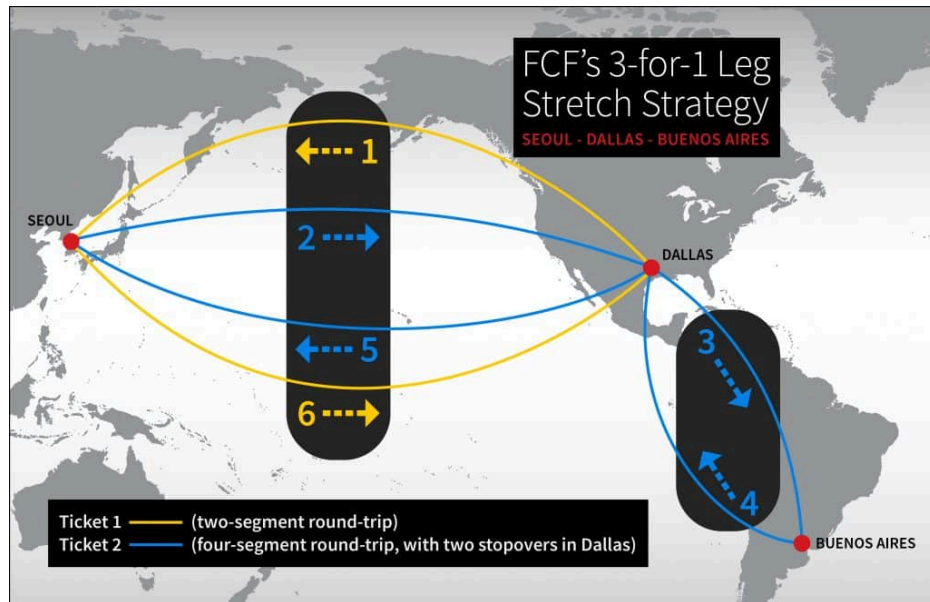 FCF's 3-for-1 Leg
Stretch Strategy
SEOUL - DALLAS - BUENOS AIRES
1
SEOUL
2
DALLAS
5
3
6
4
Ticket 1 (two-segment round-trip)
Ticket 2 (four-segment round-trip, with two stopovers in Dallas)
BUENOS AIRES